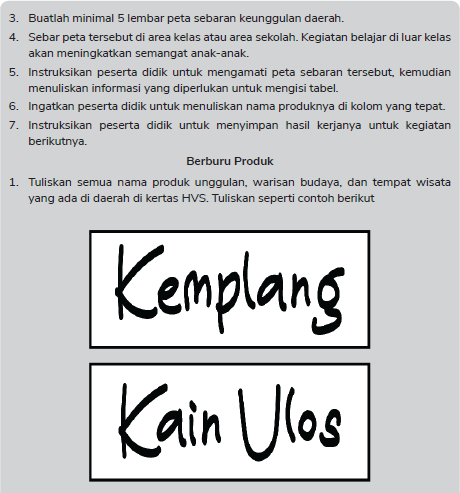 3. Buatlah minimal 5 lembar peta sebaran keunggulan daerah.
4. Sebar peta tersebut di area kelas atau area sekolah. Kegiatan belajar di luar kelas
akan meningkatkan semangat anak-anak.
5. Instruksikan peserta didik untuk mengamati peta sebaran tersebut, kemudian
menuliskan informasi yang diperlukan untuk mengisi tabel.
6. Ingatkan peserta didik untuk menuliskan nama produknya di kolom yang tepat.
7. Instruksikan peserta didik untuk menyimpan hasil kerjanya untuk kegiatan
berikutnya.
Berburu Produk
1. Tuliskan semua nama produk unggulan, warisan budaya, dan tempat wisata
yang ada di daerah di kertas HVS. Tuliskan seperti contoh berikut
Kemplang
Kain Ulos